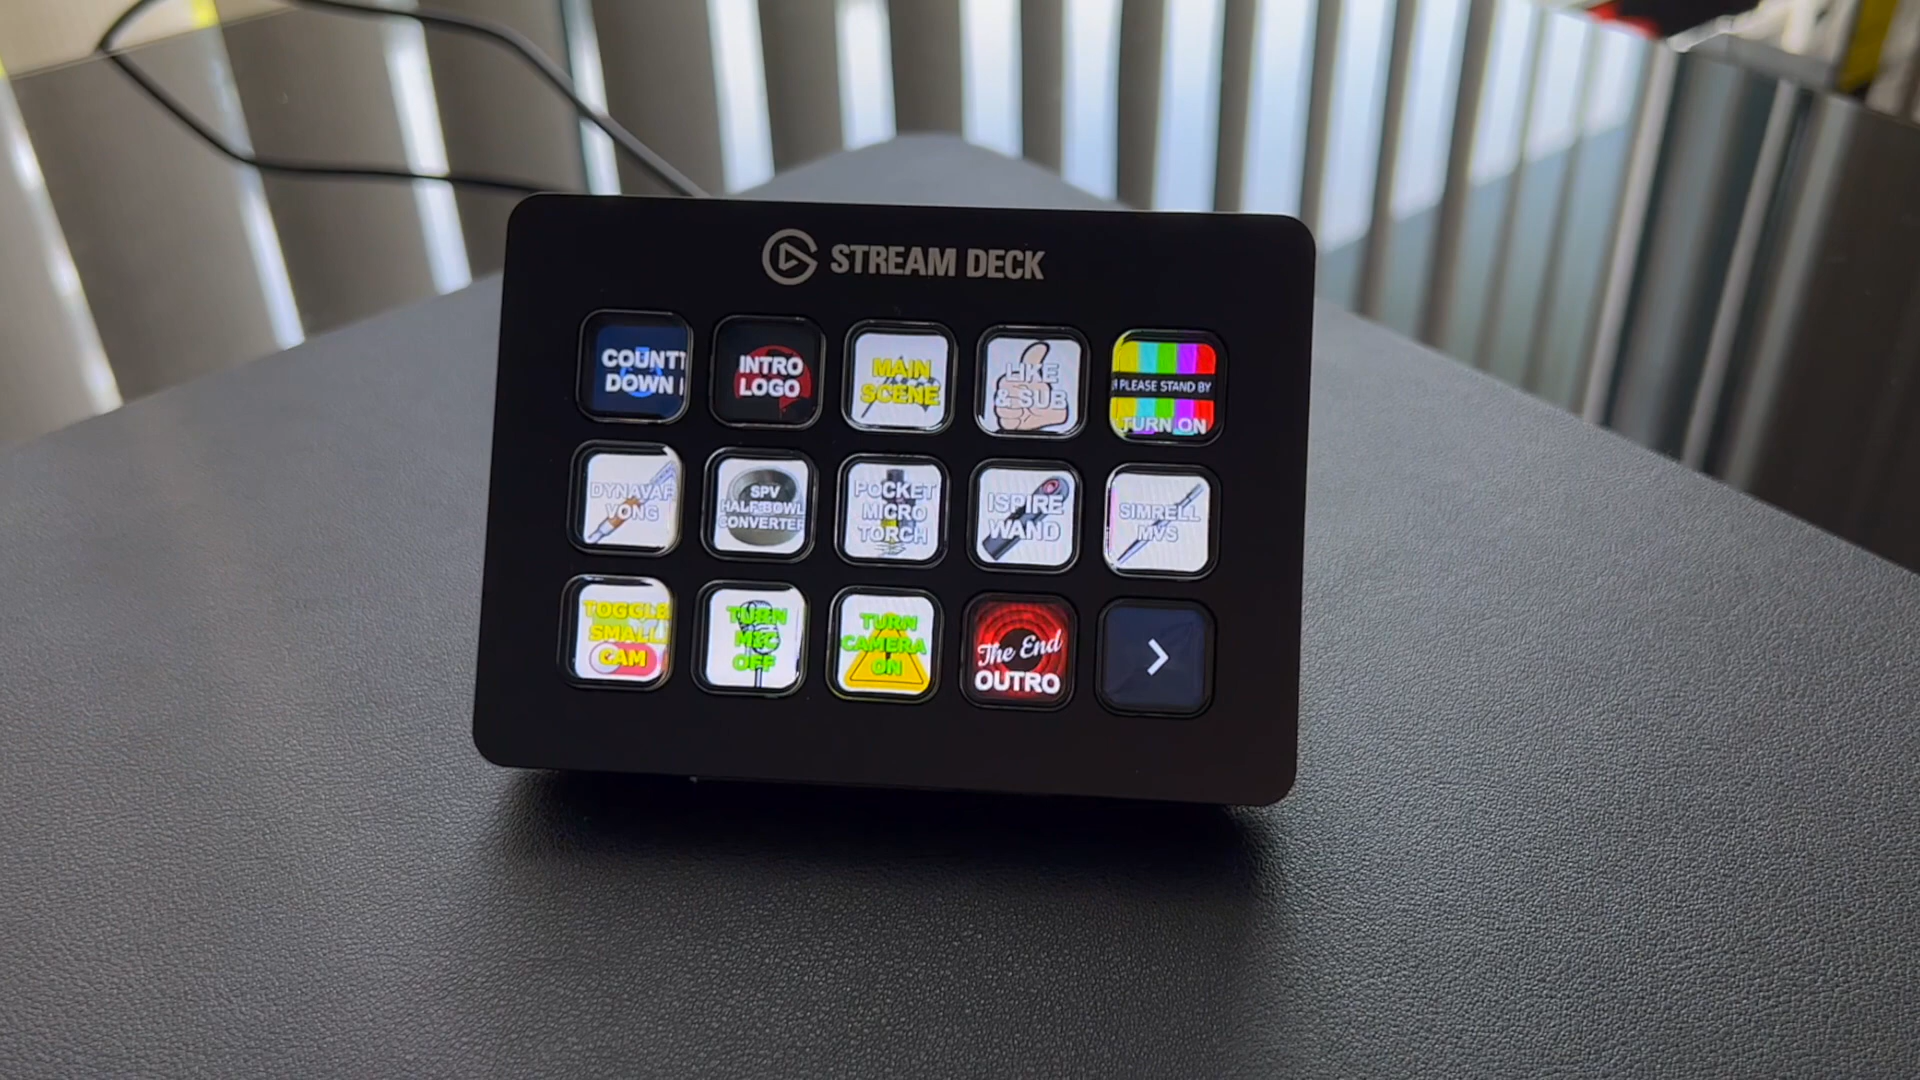 STREAM DECK
COUNT
DOWN
INTRO
LOGO
MAIN
SCENE
LIKE
& SUB
PLEASE STAND BY
TURN ON
DYNAVAP
VONG
SPV
HALF BOWL
CONVERTER
POCKET
MICRO
TORCH
ISPIRE
WAND
SIMRELL
MVS
TOGGLE
SMALL
CAM
TURN
MIC
OFF
TURN
CAMERA
ON
The End
OUTRO